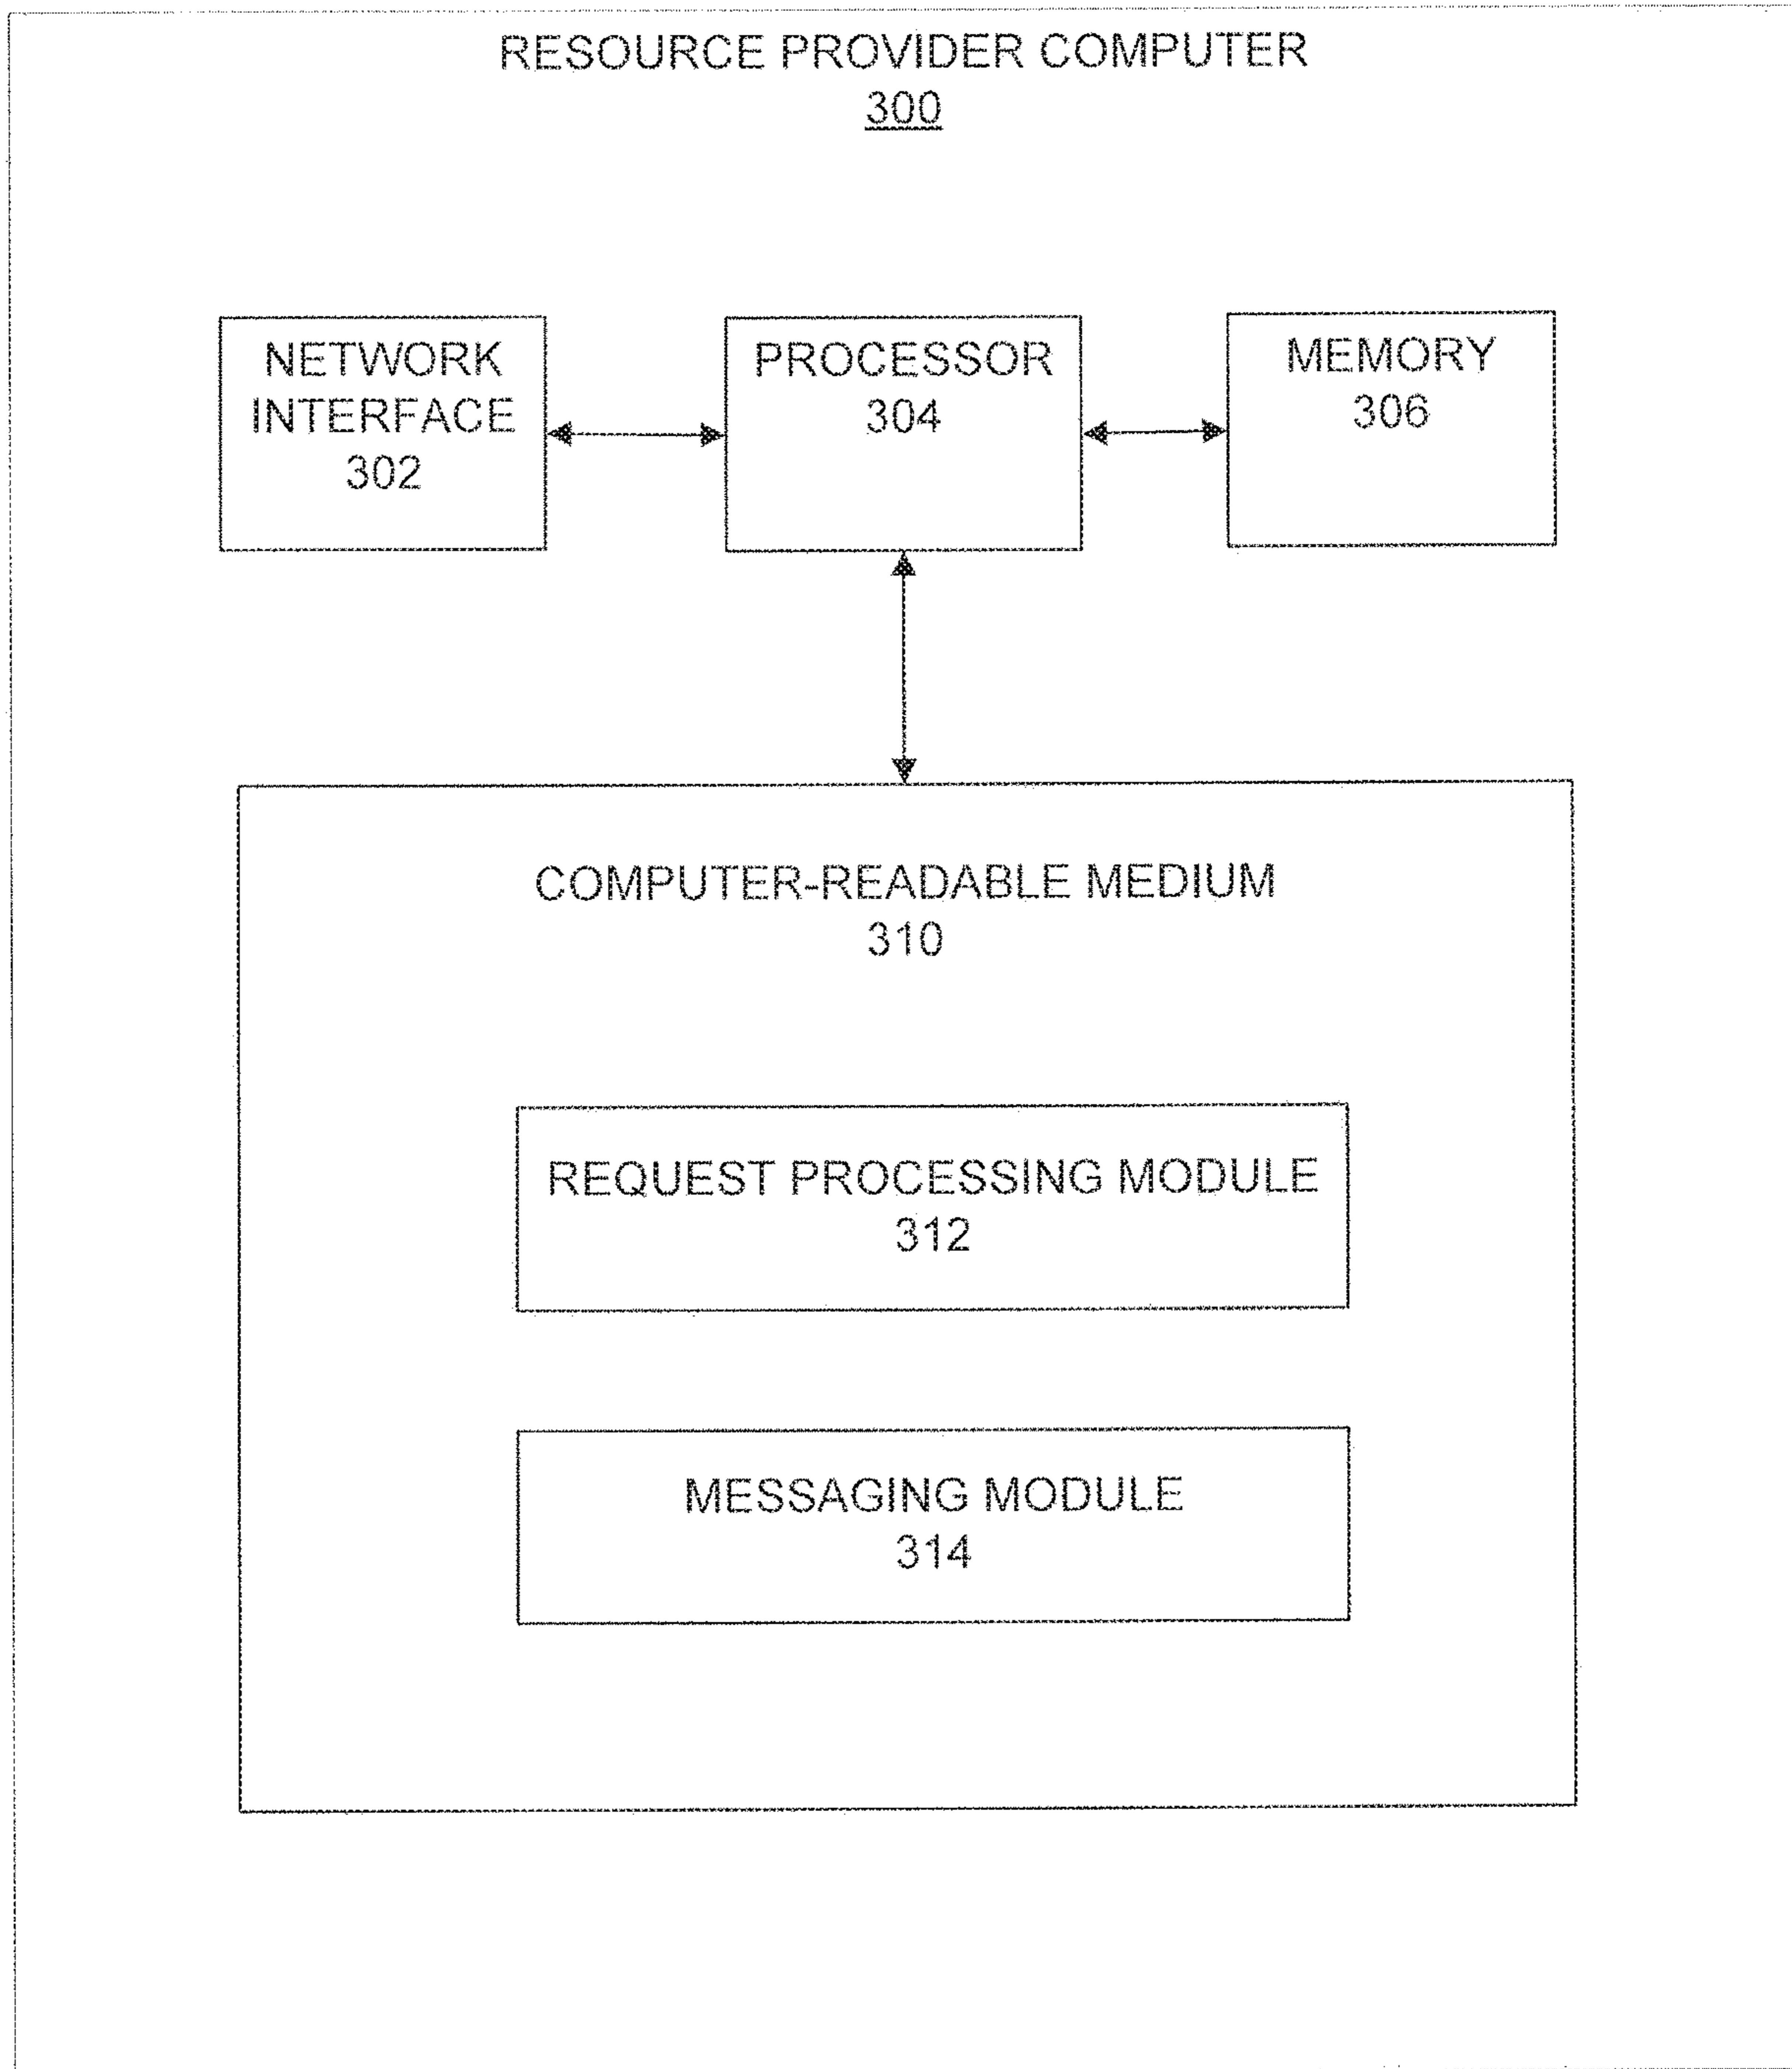 RESOURCE PROVIDER COMPUTER
300
NETWORK
INTERFACE
302
PROCESSOR
304
MEMORY
306
COMPUTER-READABLE MEDIUM
310
REQUEST PROCESSING MODULE
312
MESSAGING MODULE
314